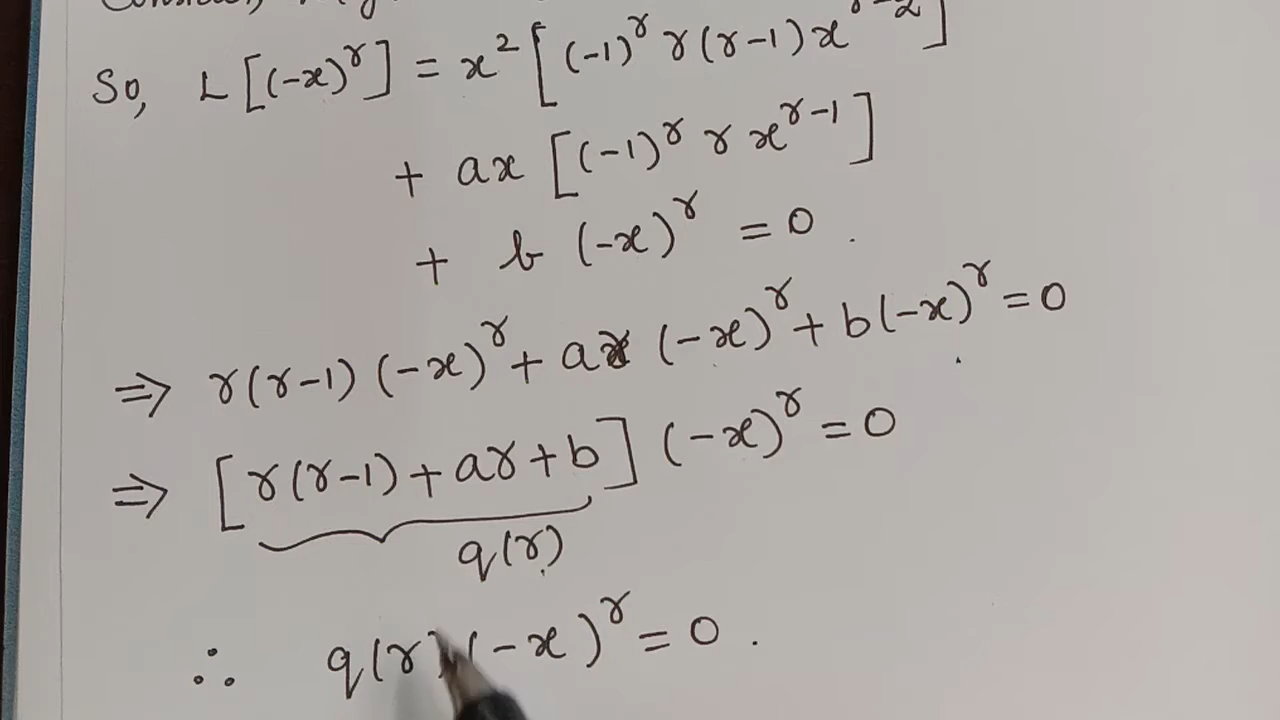 So, L[(-x)^r] = x^2 [(-1)^r r(r-1) x^{r-2}]
+ ax [(-1)^r r x^{r-1}]
+ b (-x)^r = 0.
⇒ r(r-1)(-x)^r + ar (-x)^r + b(-x)^r = 0
⇒ [r(r-1) + ar + b] (-x)^r = 0
q(r)
∴ q(r) (-x)^r = 0.